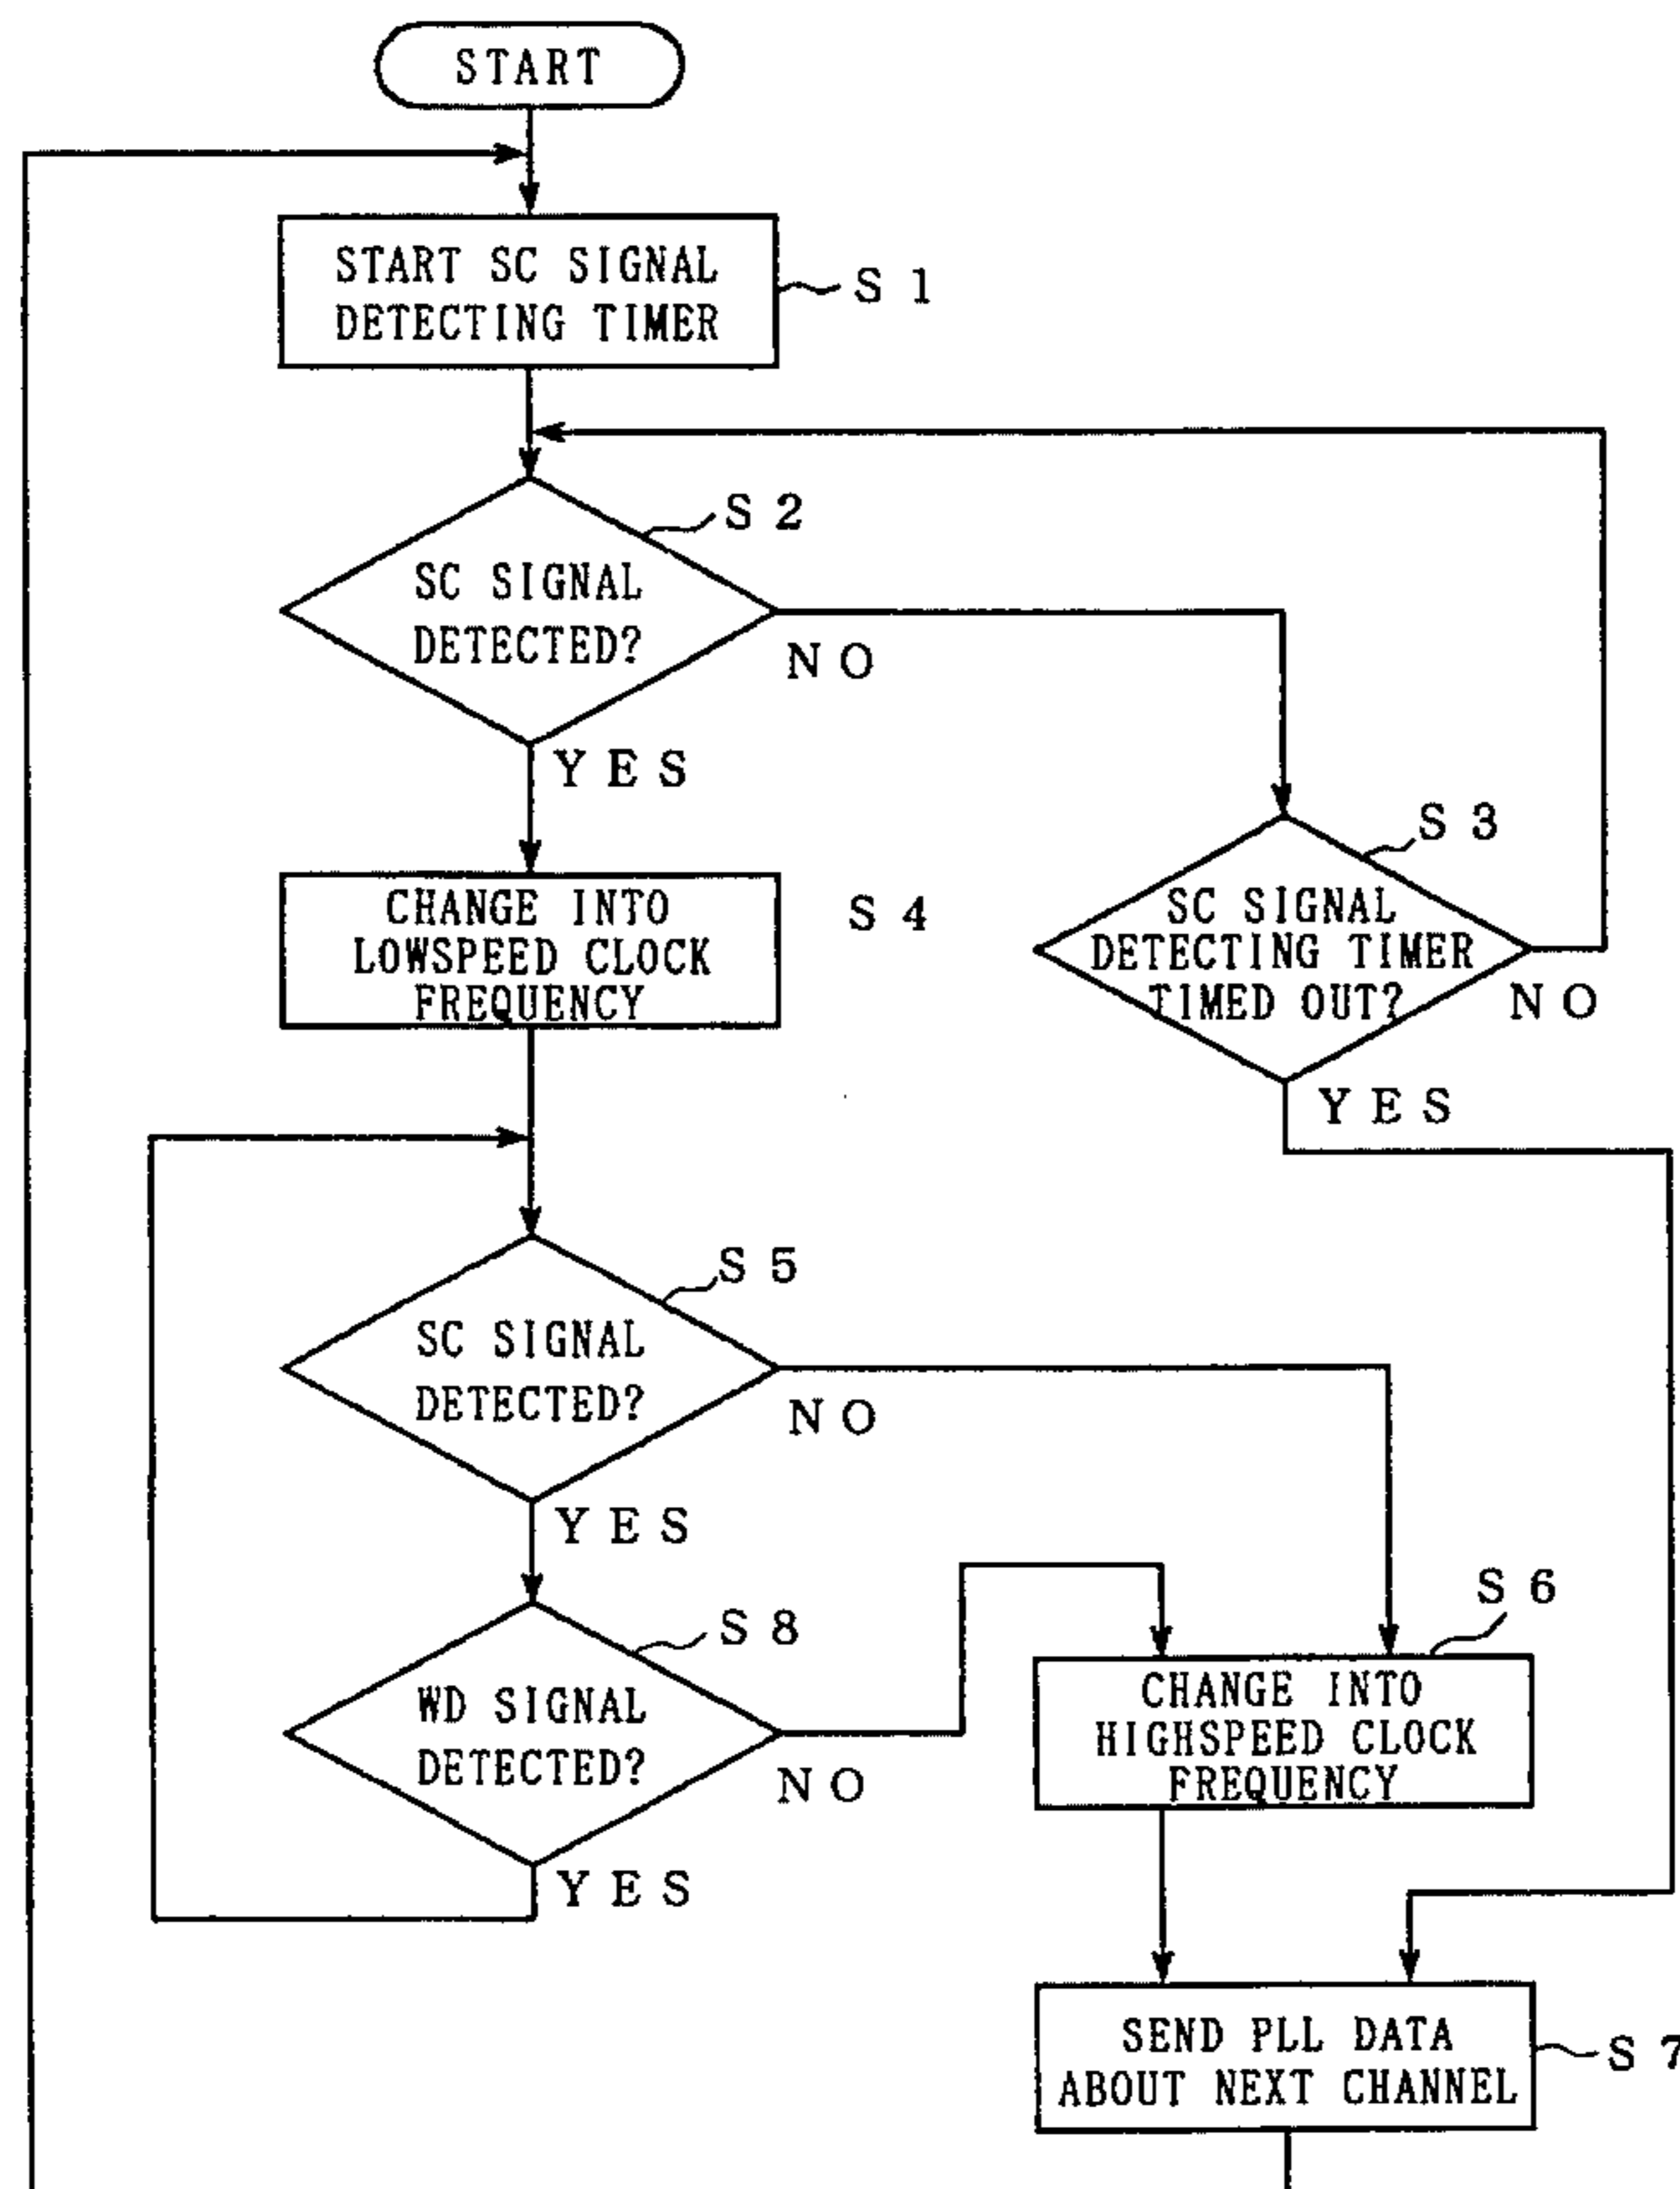 START
START SC SIGNAL
DETECTING TIMER
S 1
S 2
SC SIGNAL
DETECTED?
NO
YES
S 3
SC SIGNAL
DETECTING TIMER
TIMED OUT?
NO
YES
CHANGE INTO
LOWSPEED CLOCK
FREQUENCY
S 4
S 5
SC SIGNAL
DETECTED?
NO
YES
S 8
WD SIGNAL
DETECTED?
NO
YES
S 6
CHANGE INTO
HIGHSPEED CLOCK
FREQUENCY
SEND PLL DATA
ABOUT NEXT CHANNEL
S 7